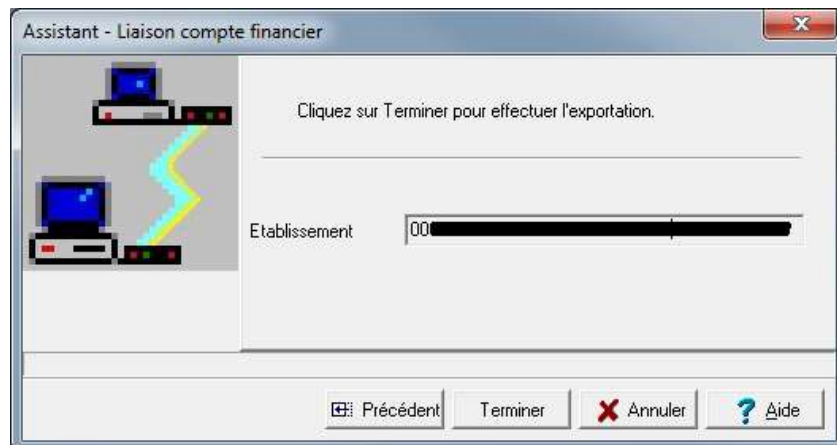 Assistant - Liaison compte financier
Cliquez sur Terminer pour effectuer l'exportation.
Etablissement 00
Précédent Terminer Annuler Aide